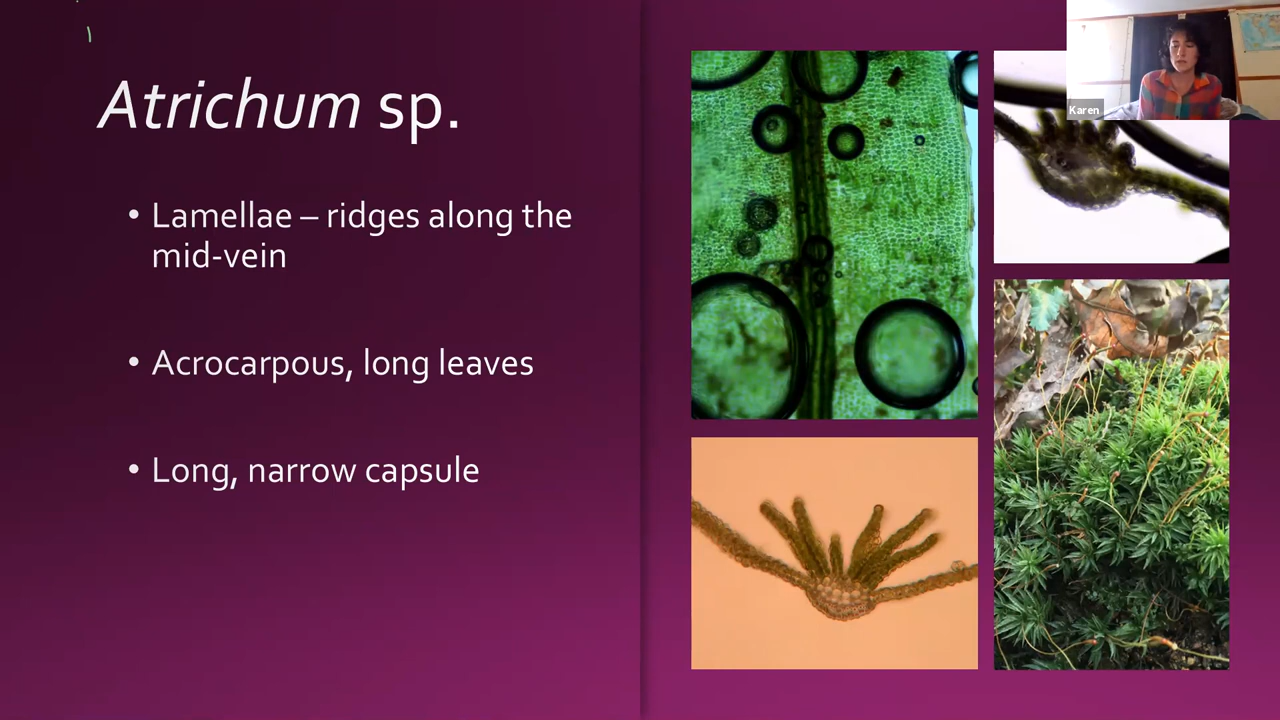 Atrichum sp.
• Lamellae – ridges along the
mid-vein
• Acrocarpous, long leaves
• Long, narrow capsule
Karen